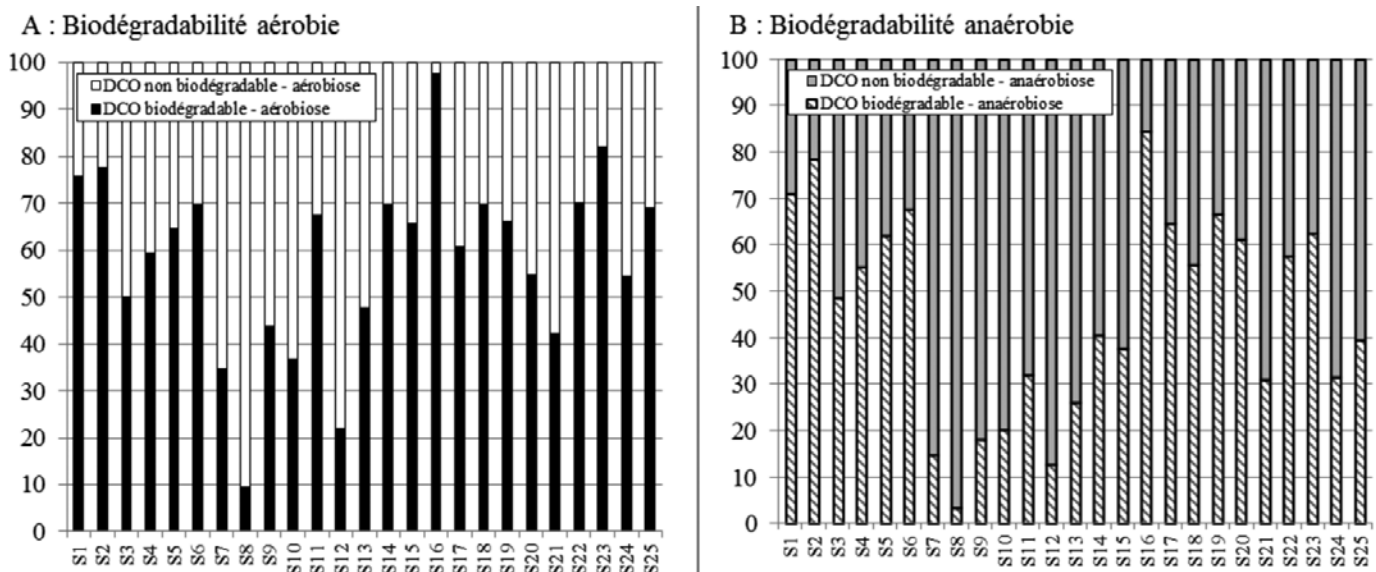 A : Biodégradabilité aérobie
100
90
80
70
60
50
40
30
20
10
0
DCO non biodégradable - aérobiose
DCO biodégradable - aérobiose
S1
S2
S3
S4
S5
S6
S7
S8
S9
S10
S11
S12
S13
S14
S15
S16
S17
S18
S19
S20
S21
S22
S23
S24
S25
B : Biodégradabilité anaérobie
100
90
80
70
60
50
40
30
20
10
0
DCO non biodégradable - anaérobiose
DCO biodégradable - anaérobiose
S1
S2
S3
S4
S5
S6
S7
S8
S9
S10
S11
S12
S13
S14
S15
S16
S17
S18
S19
S20
S21
S22
S23
S24
S25